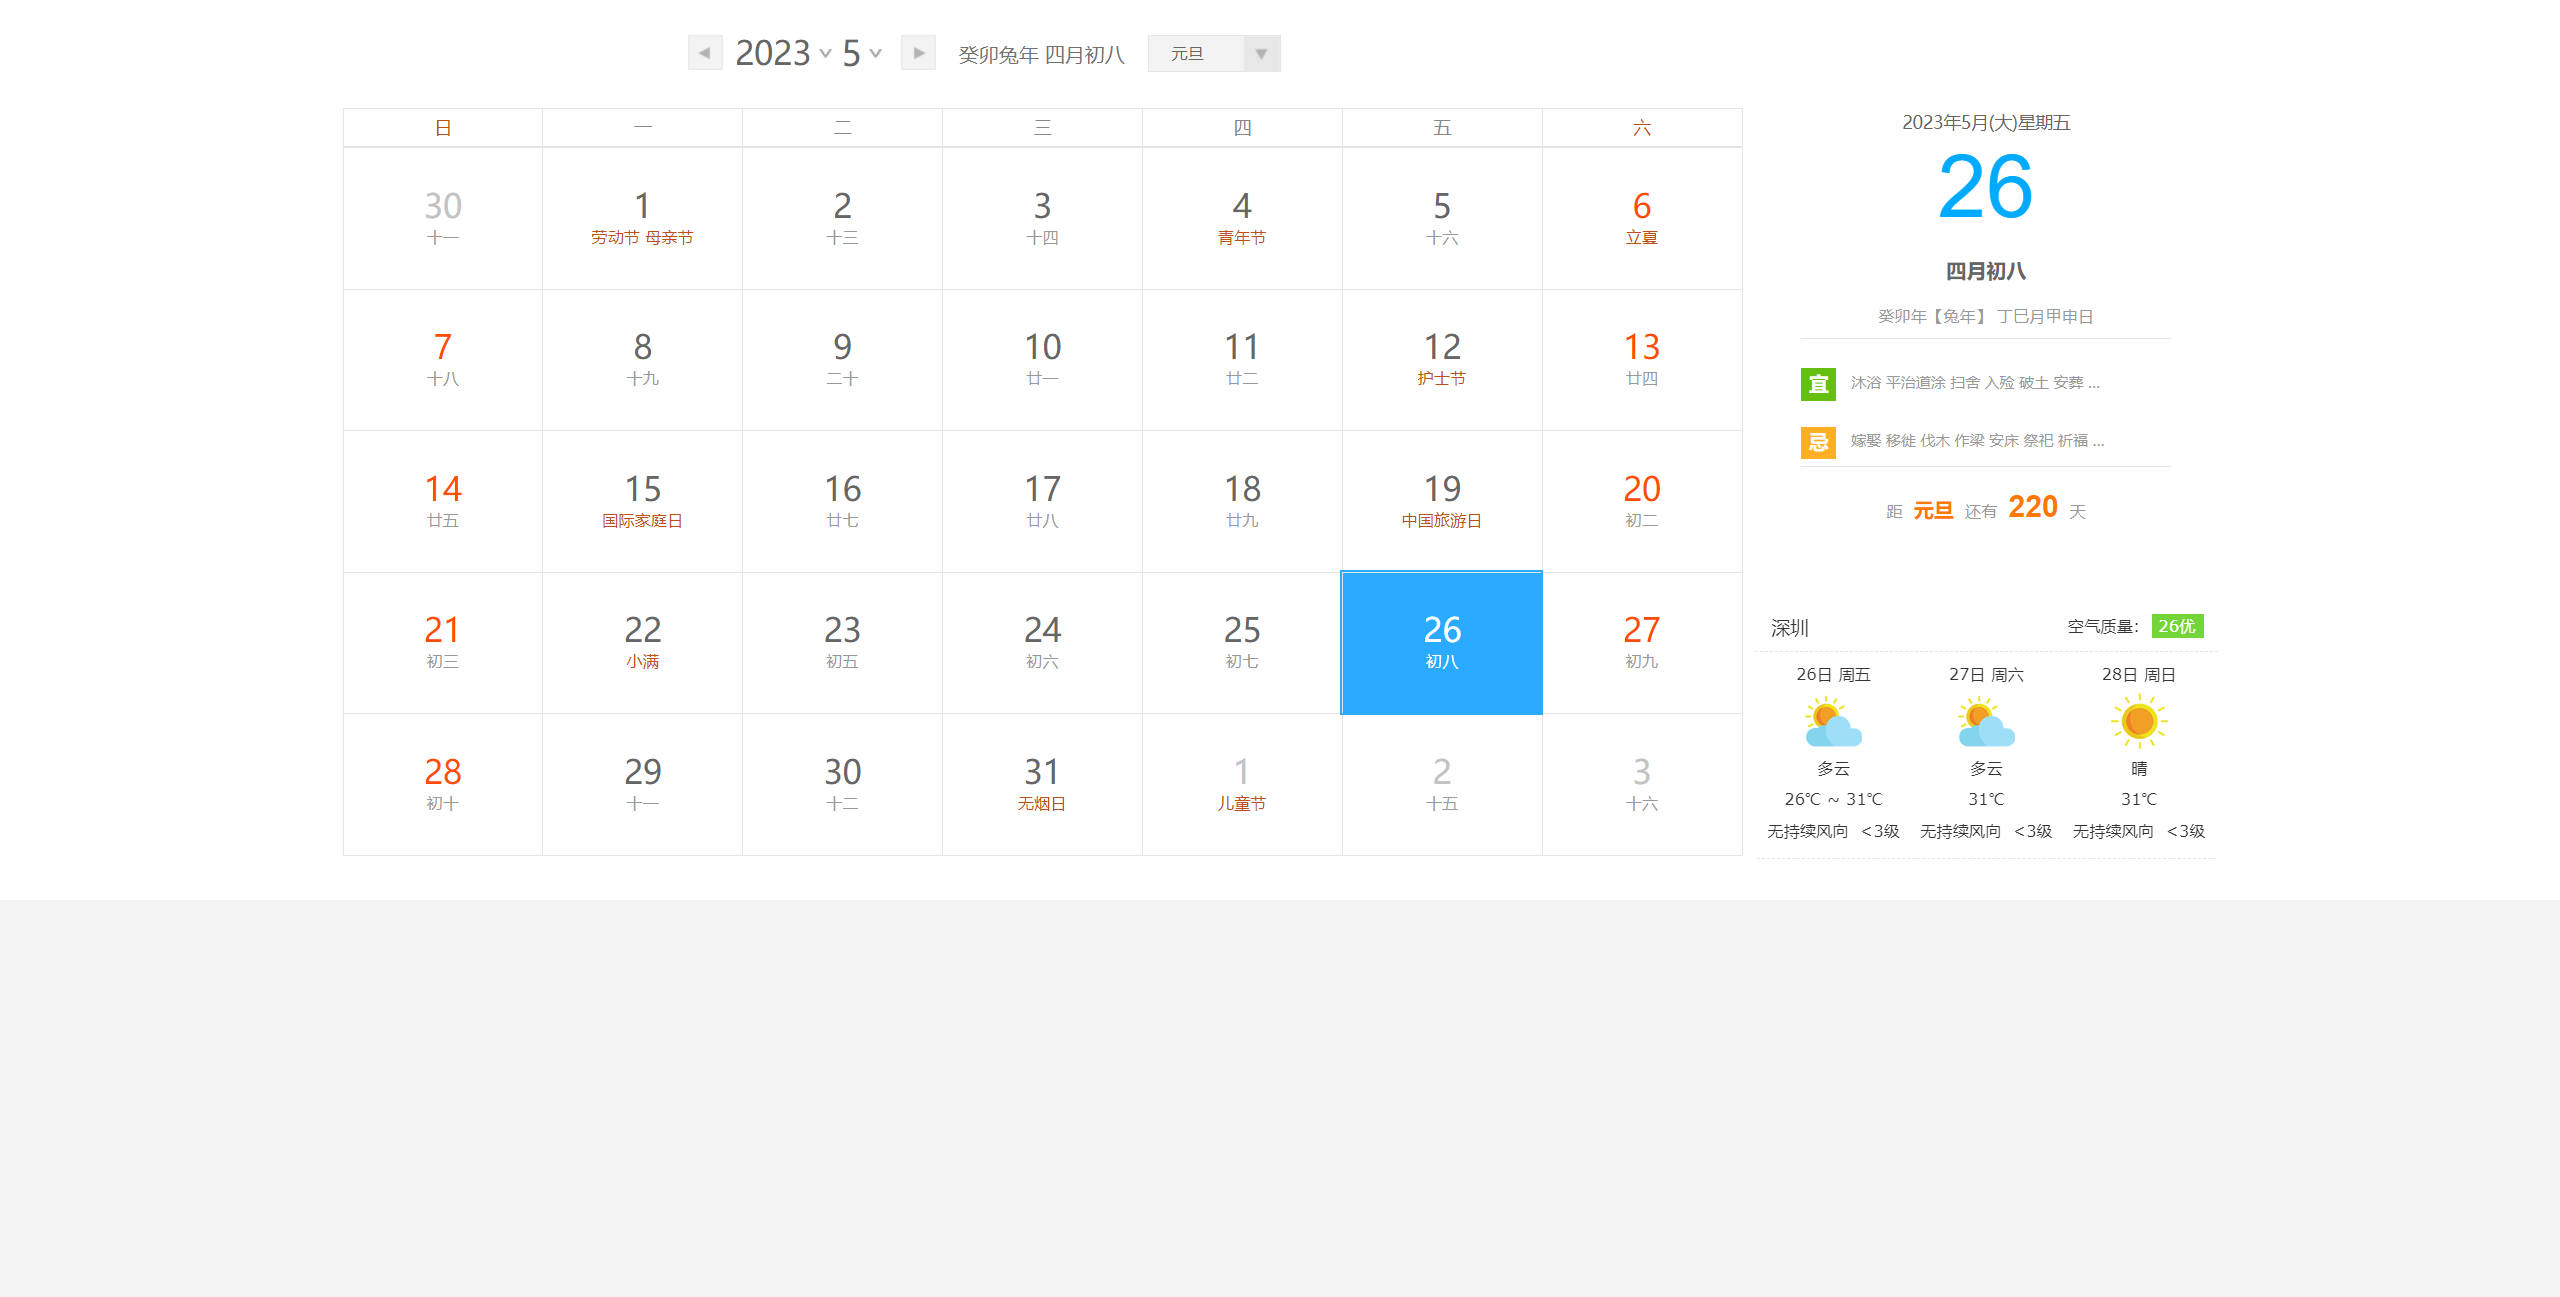 2023 5 癸卯兔年 四月初八 元旦
日 一 二 三 四 五 六
30 1 2 3 4 5 6
十一 劳动节 母亲节 十三 十四 青年节 十六 立夏
7 8 9 10 11 12 13
十八 十九 二十 廿一 廿二 护士节 廿四
14 15 16 17 18 19 20
廿五 国际家庭日 廿七 廿八 廿九 中国旅游日 初二
21 22 23 24 25 26 27
初三 小满 初五 初六 初七 初八 初九
28 29 30 31 1 2 3
初十 十一 十二 无烟日 儿童节 十五 十六
2023年5月(大)星期五
26
四月初八
癸卯年【兔年】 丁巳月甲申日
宜 沐浴 平治道涂 扫舍 入殓 破土 安葬 ...
忌 嫁娶 移徙 伐木 作梁 安床 祭祀 祈福 ...
距 元旦 还有 220 天
深圳 空气质量： 26优
26日 周五 27日 周六 28日 周日
多云 多云 晴
26℃ ~ 31℃ 31℃ 31℃
无持续风向 <3级 无持续风向 <3级 无持续风向 <3级